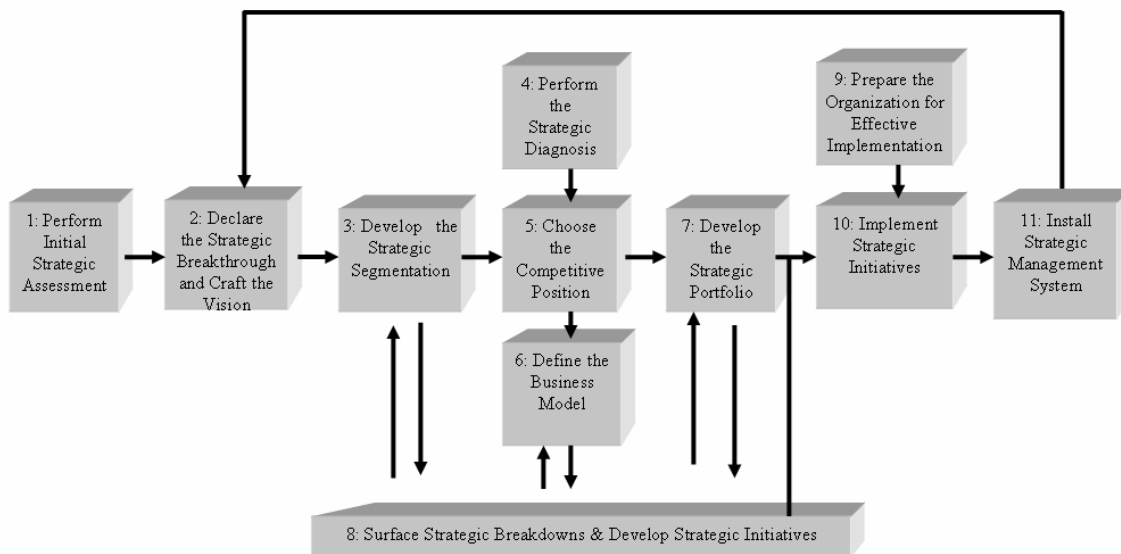 1: Perform
Initial
Strategic
Assessment
2: Declare
the Strategic
Breakthrough
and Craft the
Vision
3: Develop the
Strategic
Segmentation
4: Perform
the
Strategic
Diagnosis
5: Choose
the
Competitive
Position
6: Define the
Business
Model
7: Develop
the
Strategic
Portfolio
8: Surface Strategic Breakdowns & Develop Strategic Initiatives
9: Prepare the
Organization for
Effective
Implementation
10: Implement
Strategic
Initiatives
11: Install
Strategic
Management
System